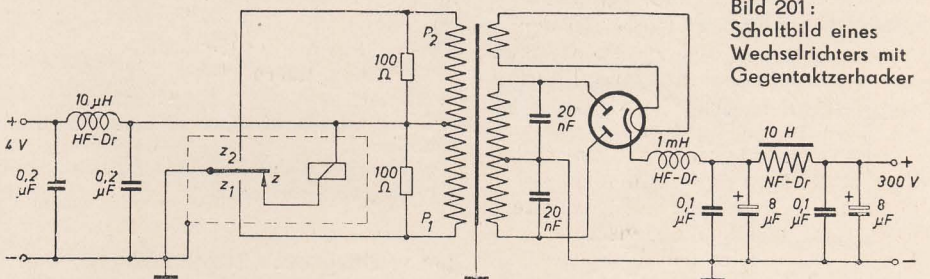 Bild 201:
Schaltbild eines
Wechselrichters mit
Gegentaktzerhacker
P2
100
Ω
10 µH
HF-Dr
+
4 V
0,2
µF
0,2
µF
z2
z1
z
100
Ω
P1
20
nF
20
nF
1 mH
HF-Dr
10 H
NF-Dr
+
300 V
0,1
µF
+
8
µF
0,1
µF
+
8
µF
-
-